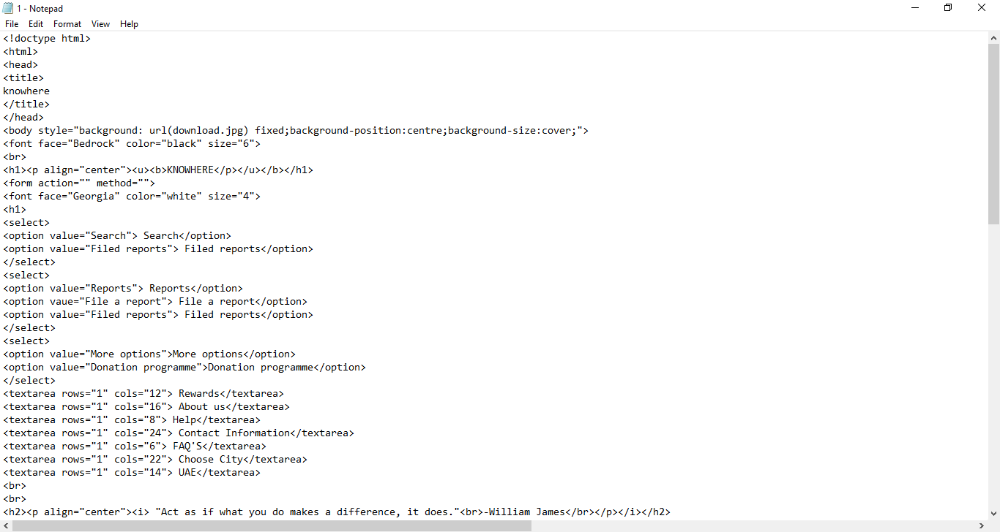 1 - Notepad
File Edit Format View Help
<!doctype html>
<html>
<head>
<title>
knowhere
</title>
</head>
<body style="background: url(download.jpg) fixed;background-position:centre;background-size:cover;">
<font face="Bedrock" color="black" size="6">
<br>
<h1><p align="center"><u><b>KNOWHERE</p></u></b></h1>
<form action="" method="">
<font face="Georgia" color="white" size="4">
<h1>
<select>
<option value="Search"> Search</option>
<option value="Filed reports"> Filed reports</option>
</select>
<select>
<option value="Reports"> Reports</option>
<option vaue="File a report"> File a report</option>
<option value="Filed reports"> Filed reports</option>
</select>
<select>
<option value="More options">More options</option>
<option value="Donation programme">Donation programme</option>
</select>
<textarea rows="1" cols="12"> Rewards</textarea>
<textarea rows="1" cols="16"> About us</textarea>
<textarea rows="1" cols="8"> Help</textarea>
<textarea rows="1" cols="24"> Contact Information</textarea>
<textarea rows="1" cols="6"> FAQ'S</textarea>
<textarea rows="1" cols="22"> Choose City</textarea>
<textarea rows="1" cols="14"> UAE</textarea>
<br>
<br>
<h2><p align="center"><i> "Act as if what you do makes a difference, it does."<br>-William James</br></p></i></h2>